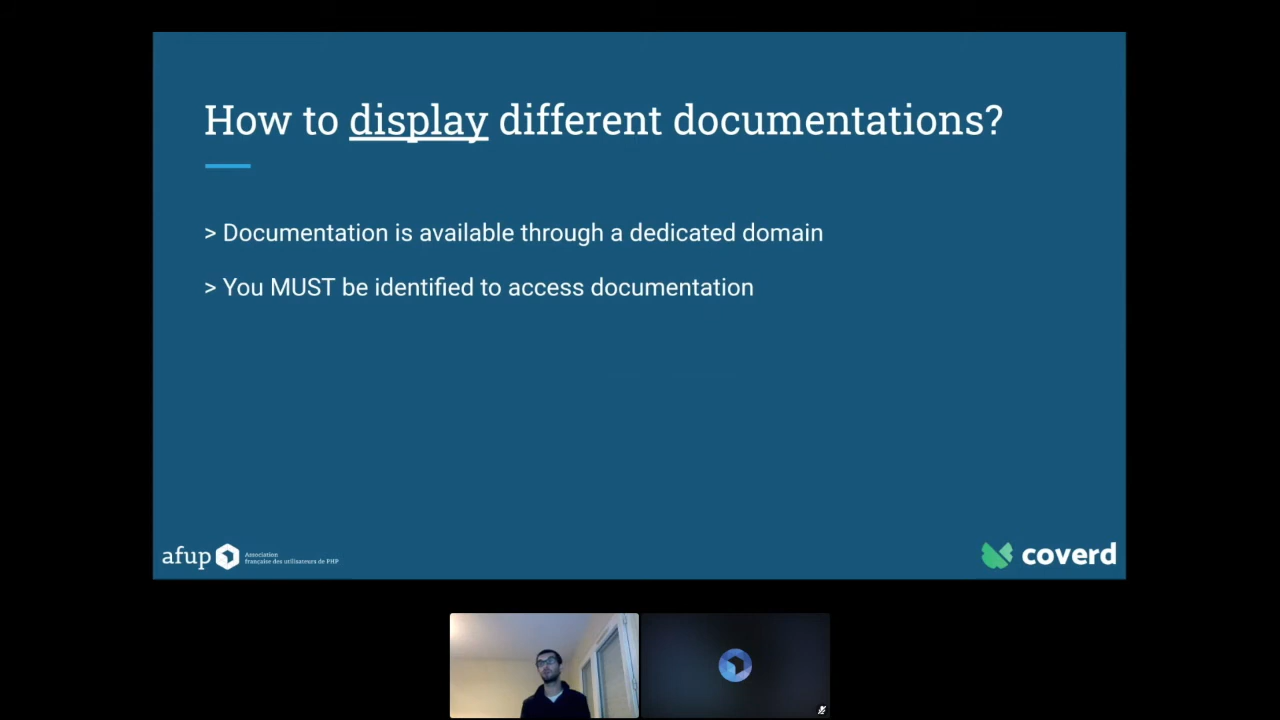 How to display different documentations?
> Documentation is available through a dedicated domain
> You MUST be identified to access documentation
afup
Association
française des utilisateurs de PHP
coverd